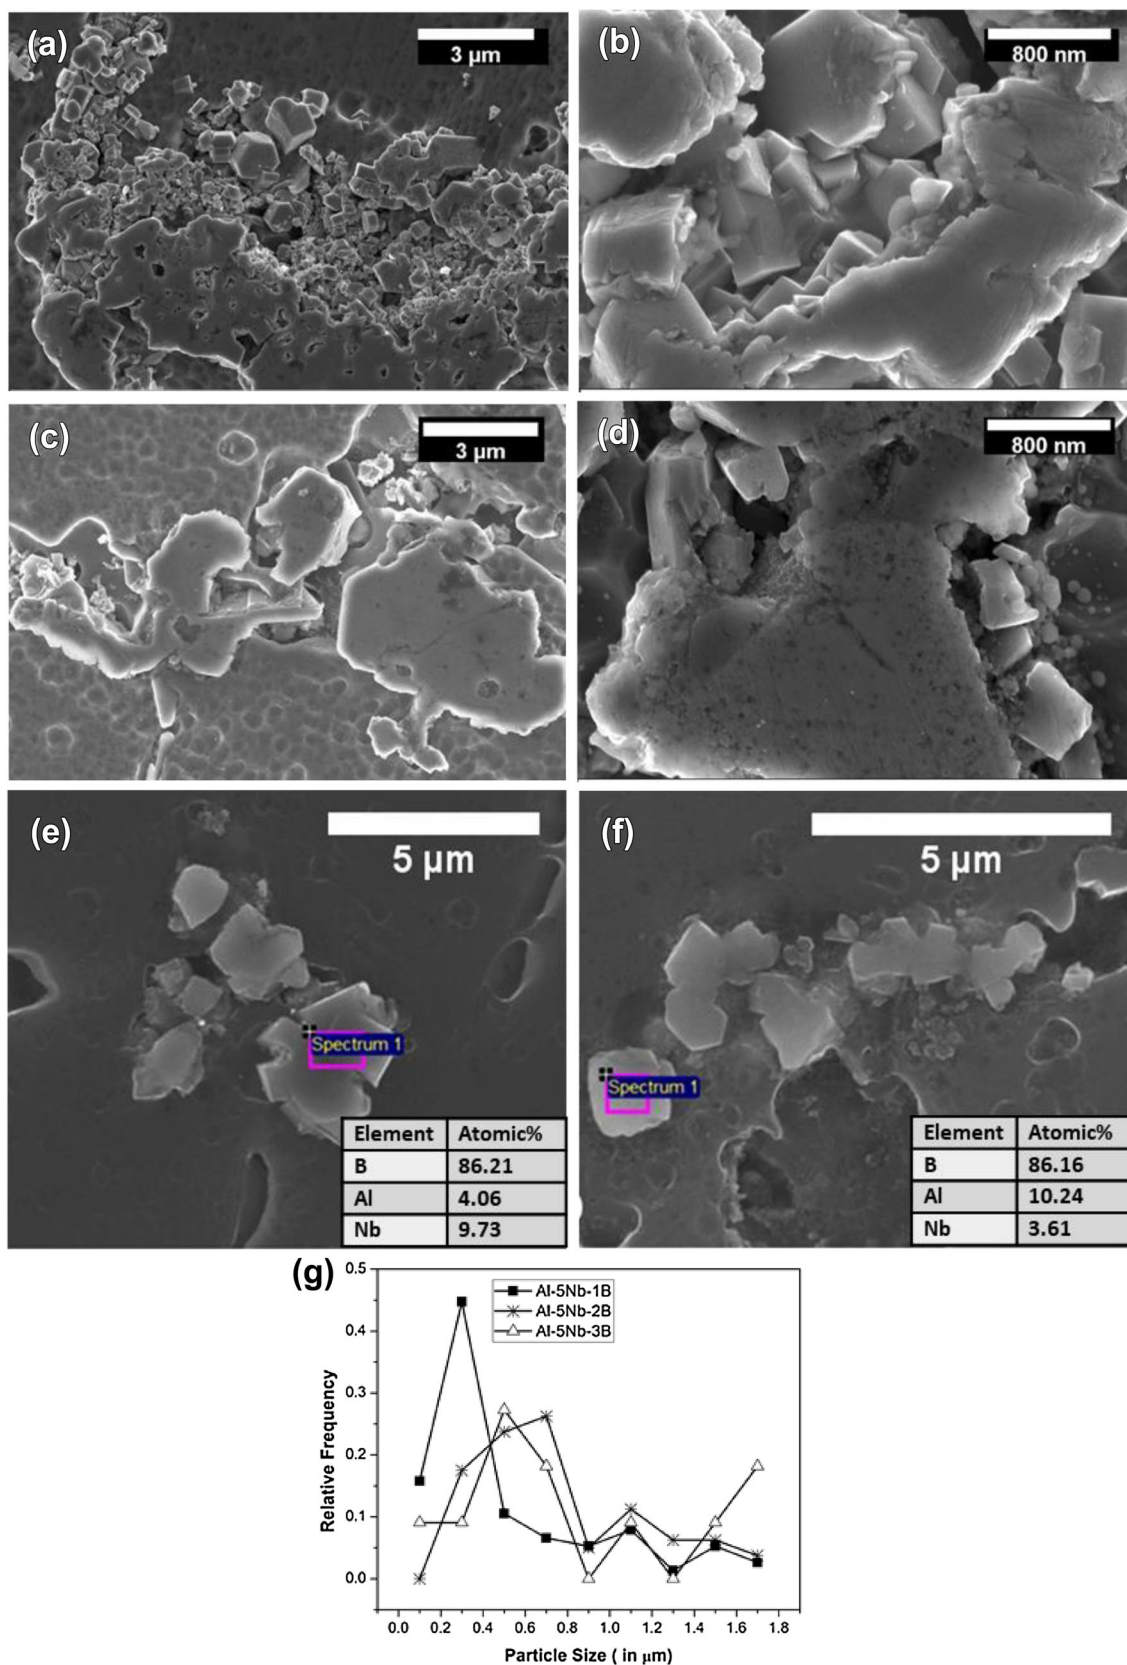 (a)
3 µm
(b)
800 nm
(c)
3 µm
(d)
800 nm
(e)
5 µm
Spectrum 1
Element Atomic%
B 86.21
Al 4.06
Nb 9.73
(f)
5 µm
Spectrum 1
Element Atomic%
B 86.16
Al 10.24
Nb 3.61
(g)
Al-5Nb-1B
Al-5Nb-2B
Al-5Nb-3B
Relative Frequency
0.5
0.4
0.3
0.2
0.1
0.0
0.0 0.2 0.4 0.6 0.8 1.0 1.2 1.4 1.6 1.8
Particle Size ( in µm)